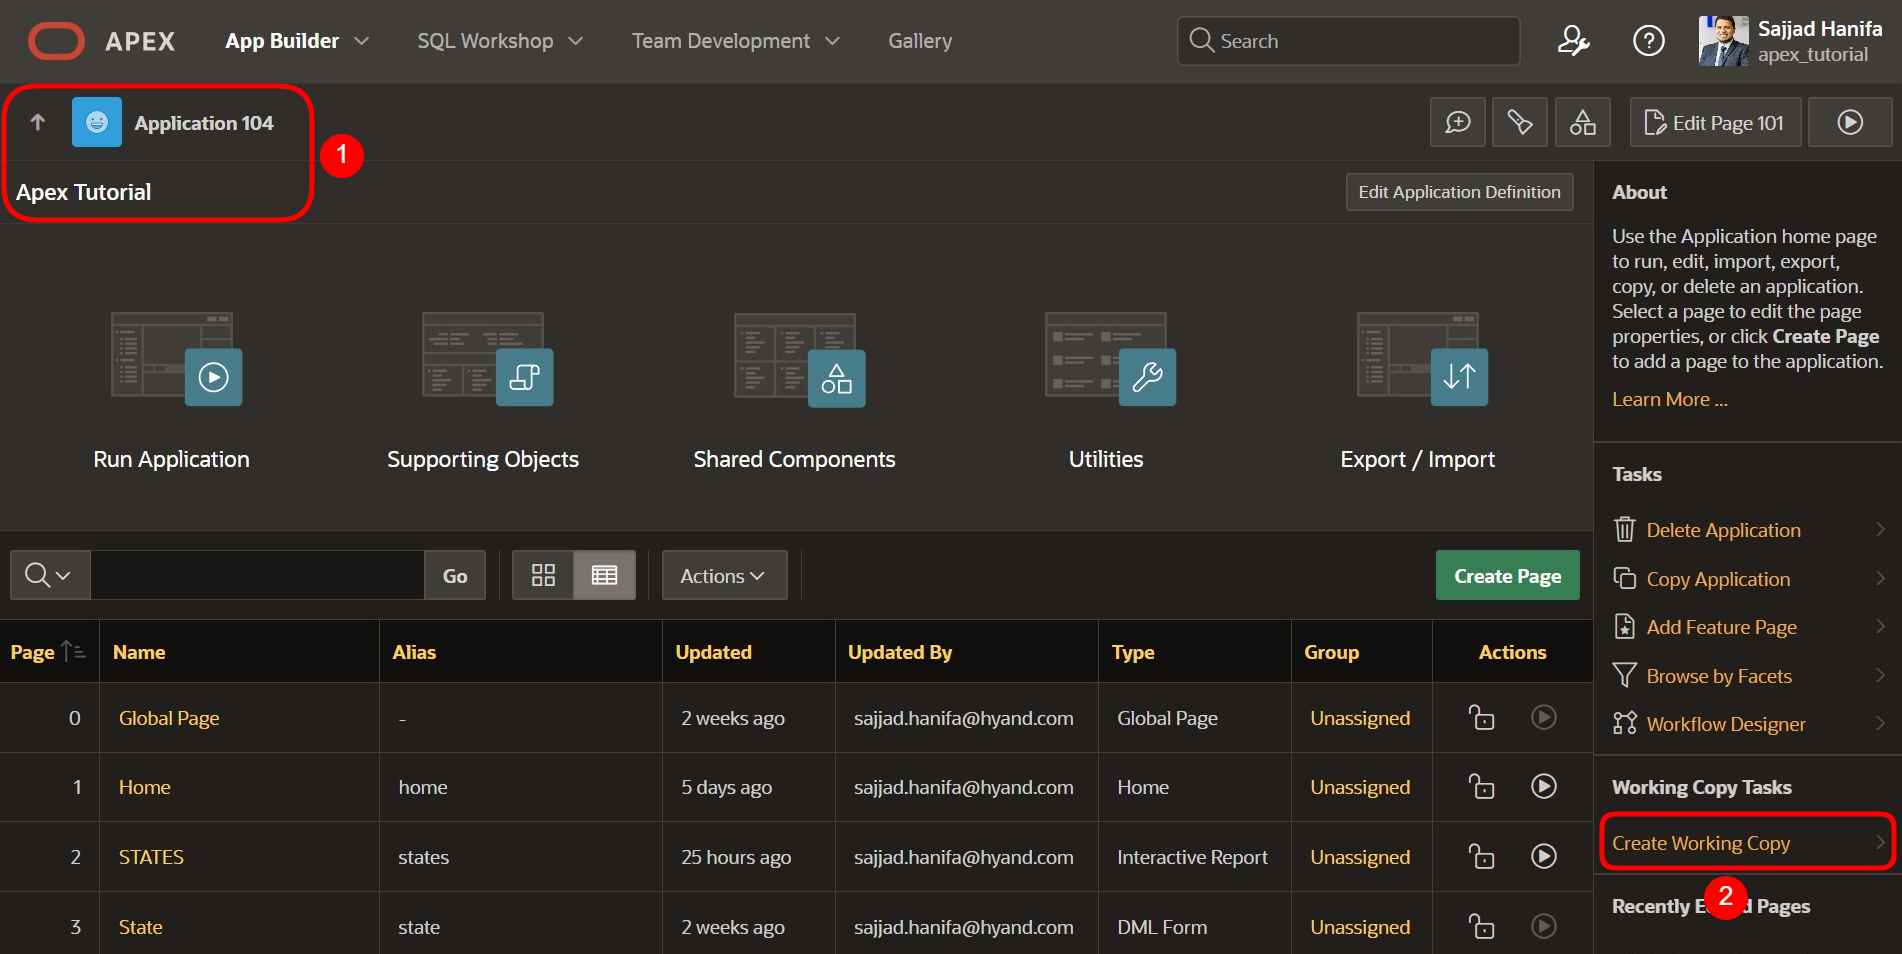 APEX App Builder SQL Workshop Team Development Gallery Search Sajjad Hanifa
apex_tutorial
Application 104 Edit Page 101
1
Apex Tutorial Edit Application Definition
Run Application Supporting Objects Shared Components Utilities Export / Import
Go Actions Create Page
Page Name Alias Updated Updated By Type Group Actions
0 Global Page - 2 weeks ago sajjad.hanifa@hyand.com Global Page Unassigned
1 Home home 5 days ago sajjad.hanifa@hyand.com Home Unassigned
2 STATES states 25 hours ago sajjad.hanifa@hyand.com Interactive Report Unassigned
3 State state 2 weeks ago sajjad.hanifa@hyand.com DML Form Unassigned
About
Use the Application home page
to run, edit, import, export,
copy, or delete an application.
Select a page to edit the page
properties, or click Create Page
to add a page to the application.
Learn More ...
Tasks
Delete Application
Copy Application
Add Feature Page
Browse by Facets
Workflow Designer
Working Copy Tasks
Create Working Copy
2
Recently Pages